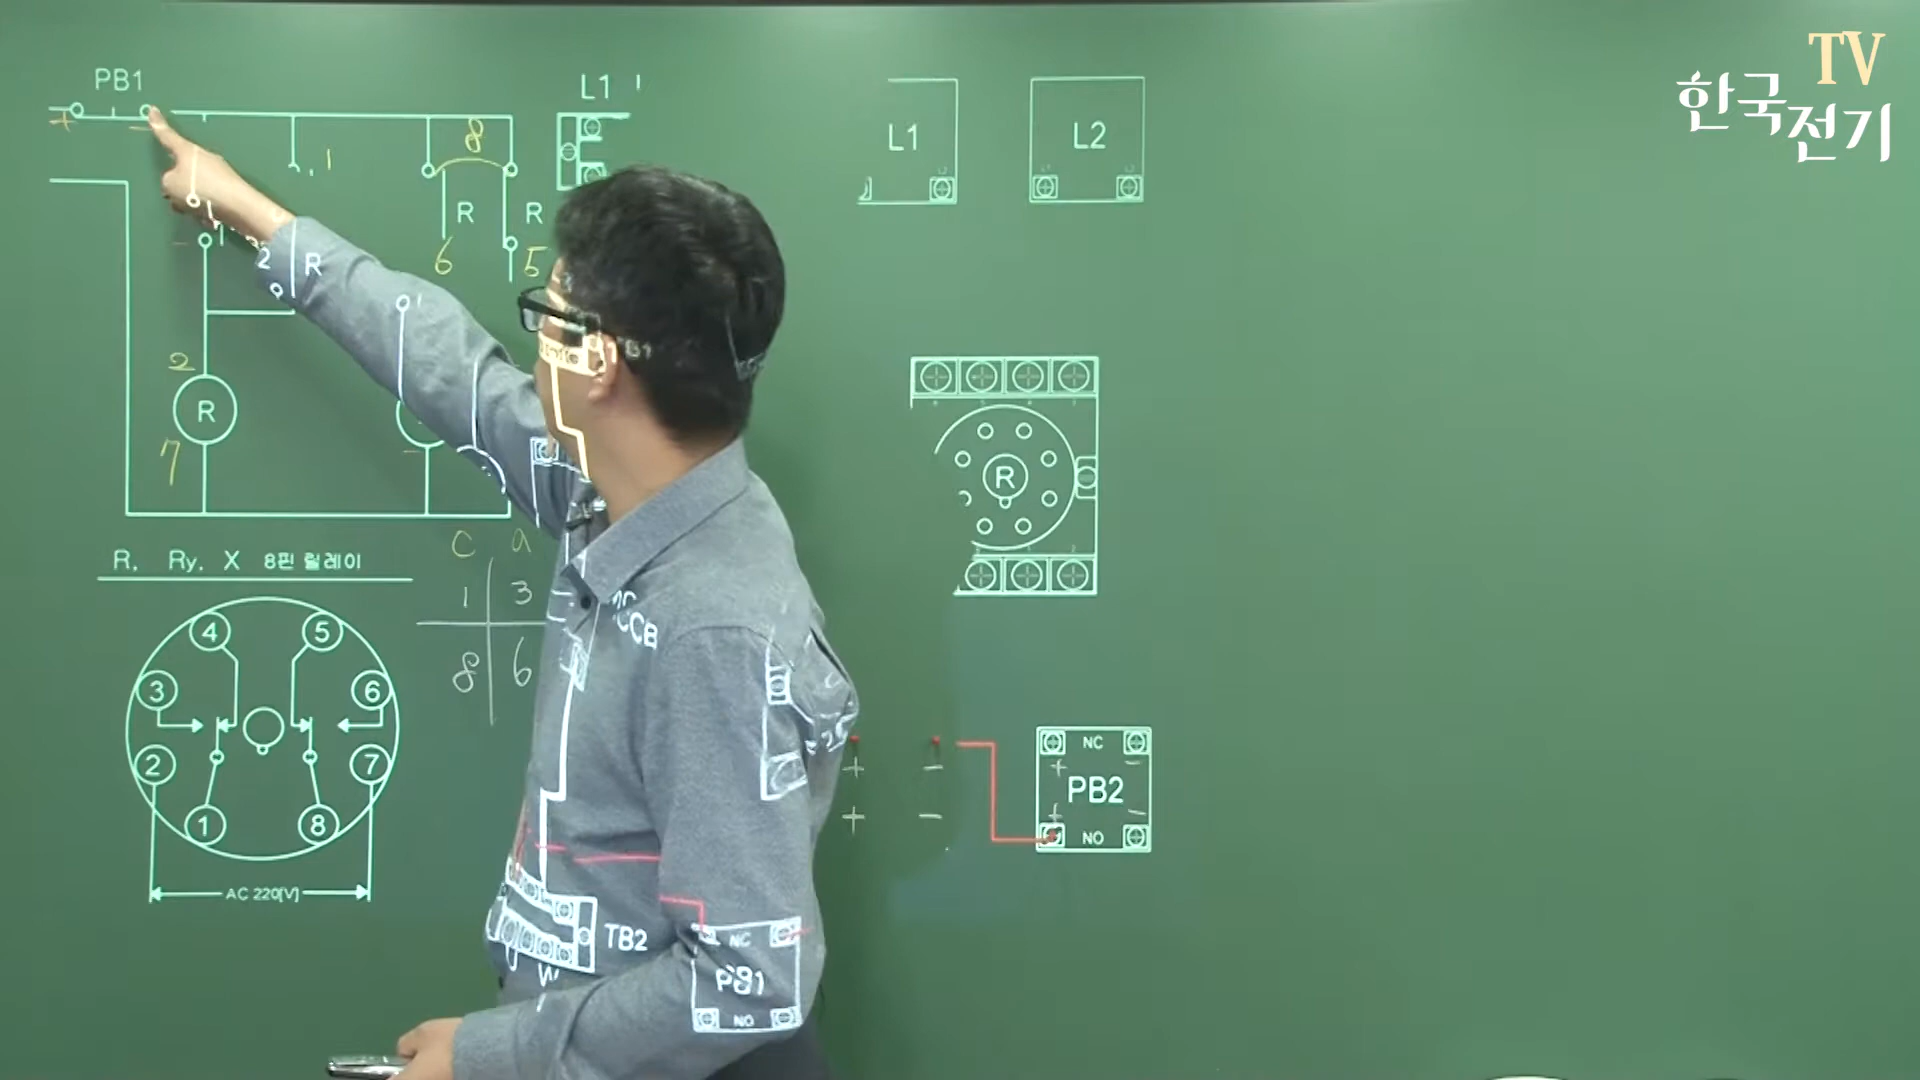 TV
한국
전기
PB1
+
-
8
1
R
R
6
5
-
2
R
2
R
7
-
L1
L1
L2
R
R, Ry, X 8핀 릴레이
4
5
3
6
2
7
1
8
AC 220[V]
C a
1 3
8 6
TB2
W
NC
PB1
NO
+ -
+ -
NC
+ -
PB2
+ -
NO